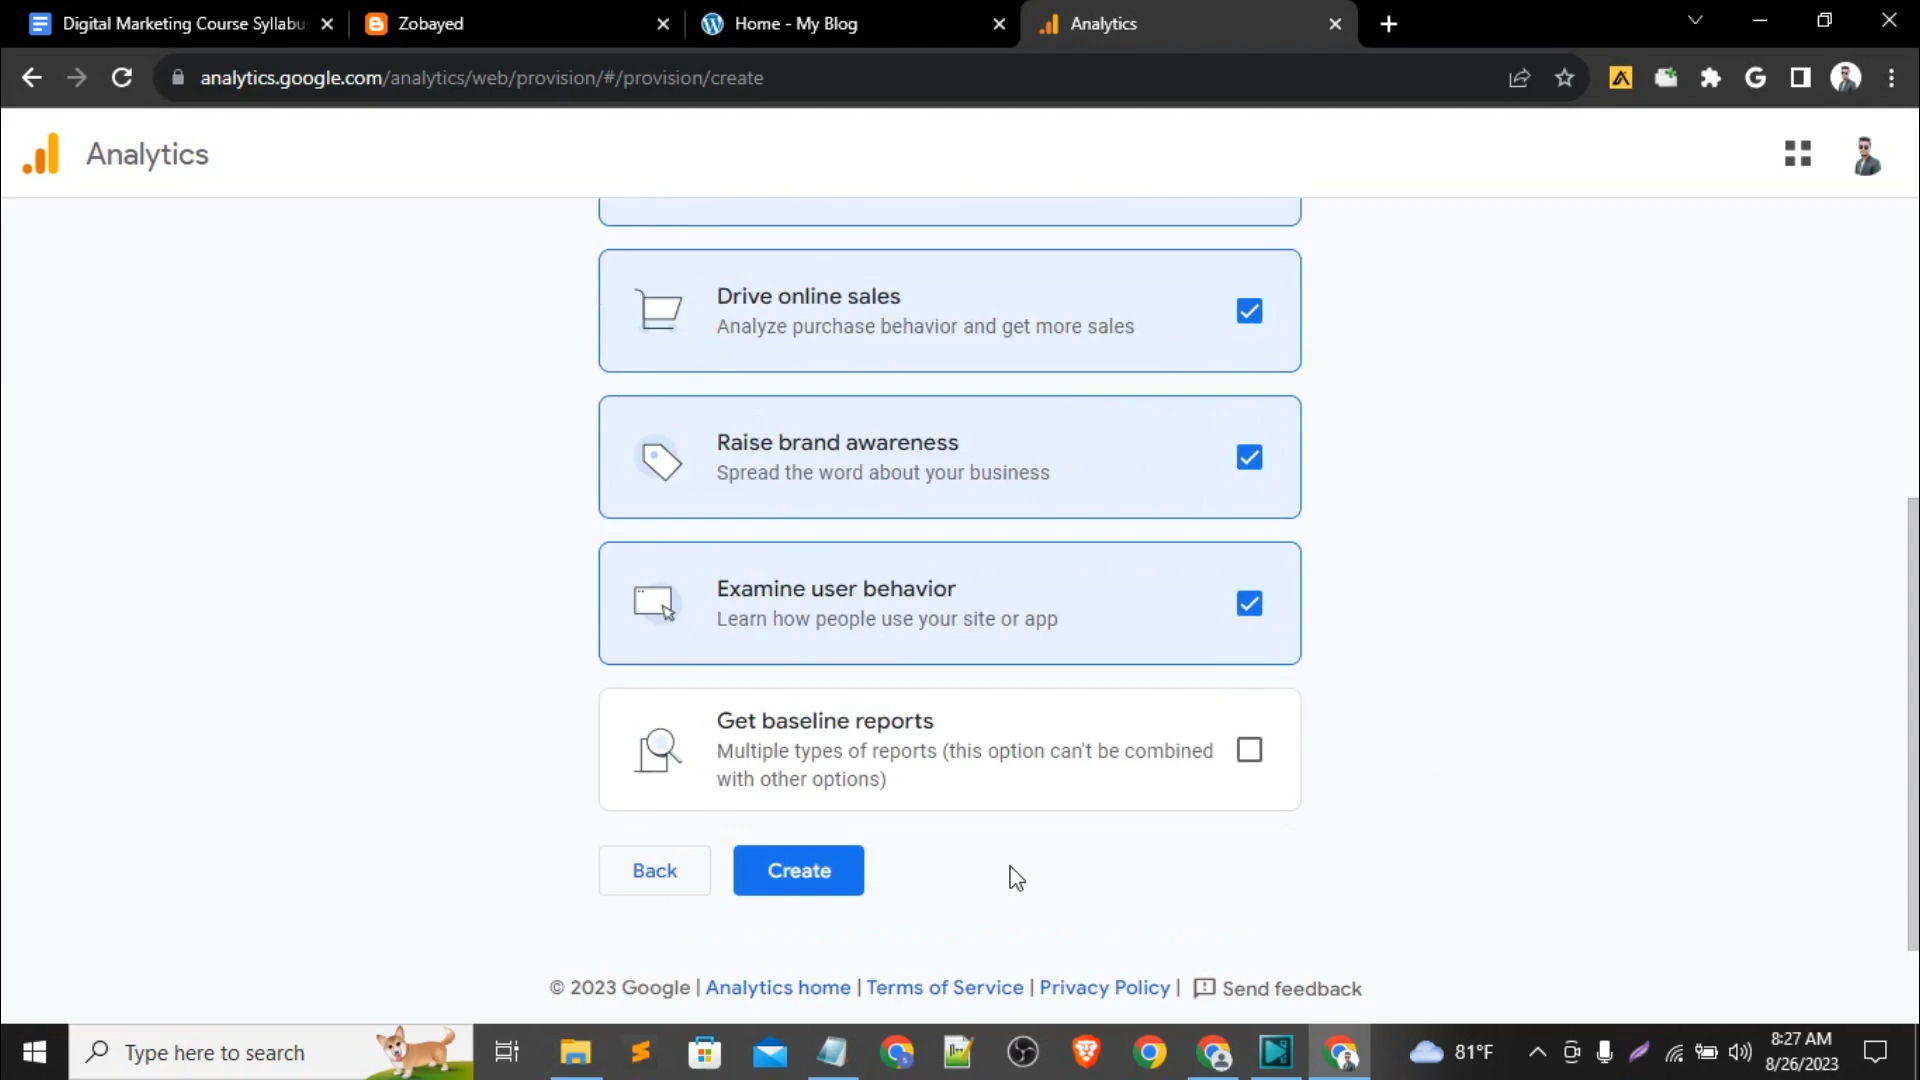 Digital Marketing Course Syllabu
Zobayed
Home - My Blog
Analytics
analytics.google.com/analytics/web/provision/#/provision/create
Analytics
Drive online sales
Analyze purchase behavior and get more sales
Raise brand awareness
Spread the word about your business
Examine user behavior
Learn how people use your site or app
Get baseline reports
Multiple types of reports (this option can't be combined
with other options)
Back
Create
© 2023 Google | Analytics home | Terms of Service | Privacy Policy | Send feedback
Type here to search
81°F
8:27 AM
8/26/2023